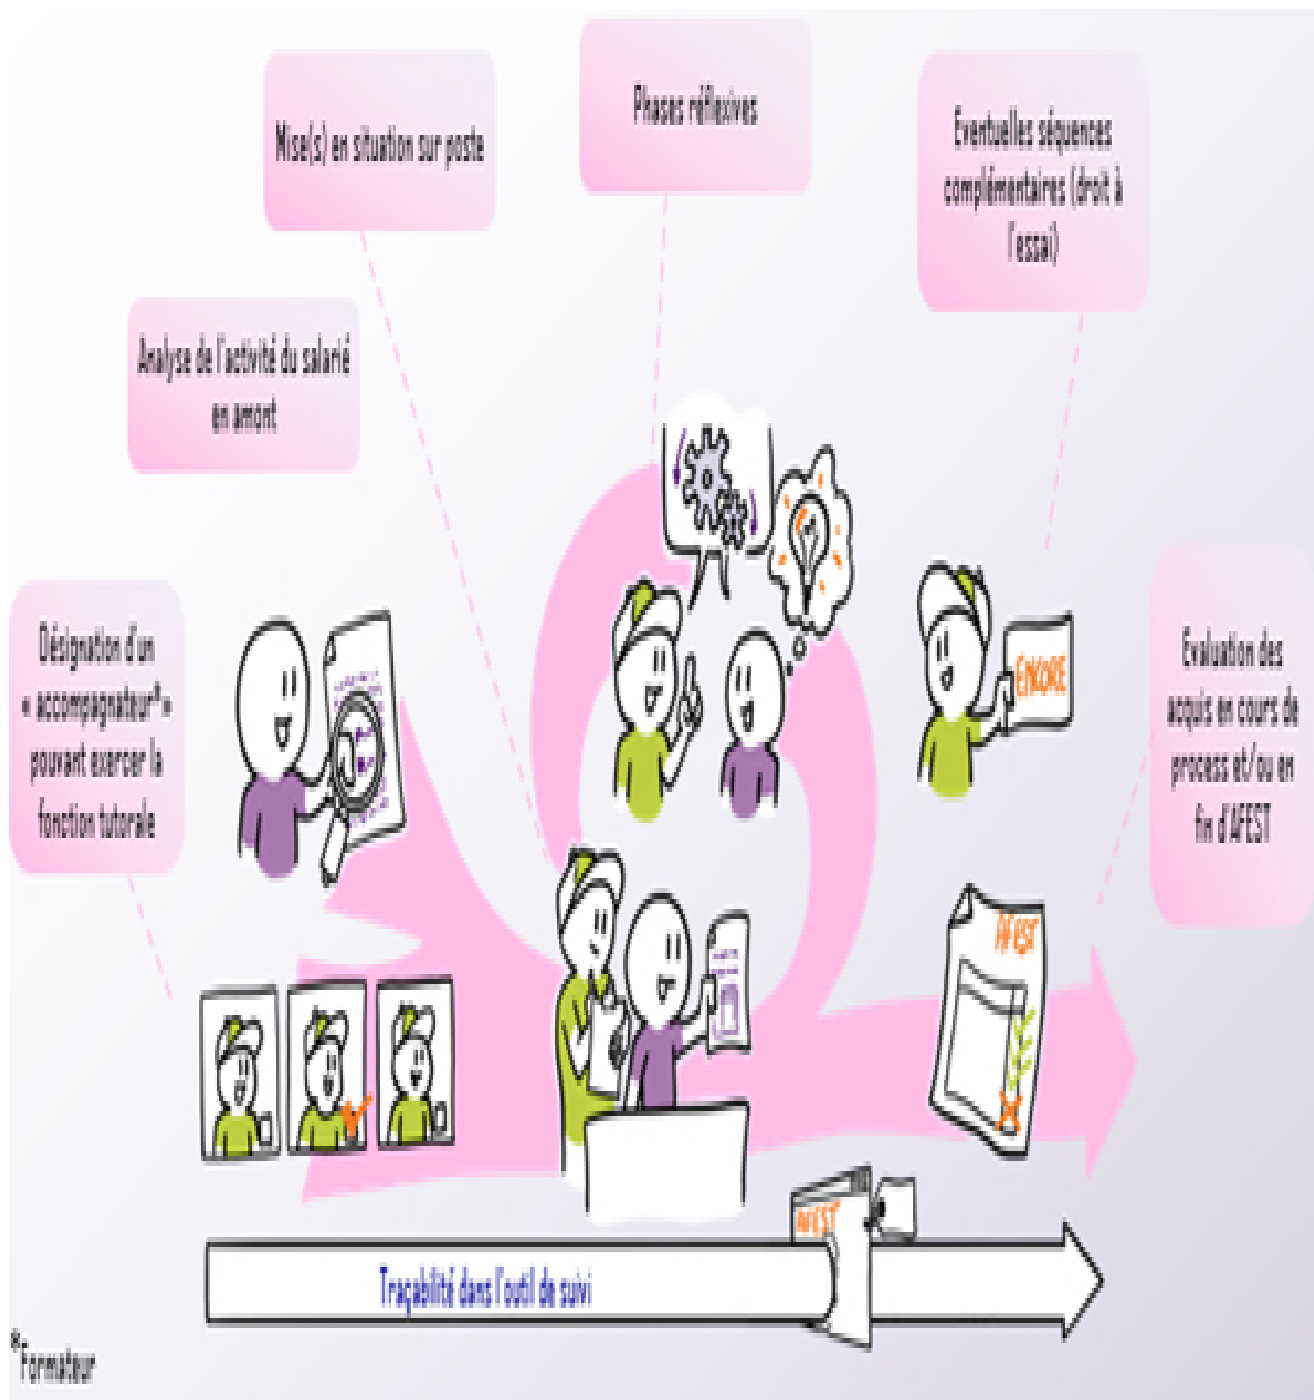 Mise(s) en situation sur poste
Phases réflexives
Eventuelles séquences
complémentaires (droit à
l'essai)
Analyse de l'activité du salarié
en amont
Désignation d'un
« accompagnateur*»
pouvant exercer la
fonction tutorale
ENCORE
Evaluation des
acquis en cours de
process et/ou en
fin d'AFEST
AFEST
AFEST
Traçabilité dans l'outil de suivi
*Formateur